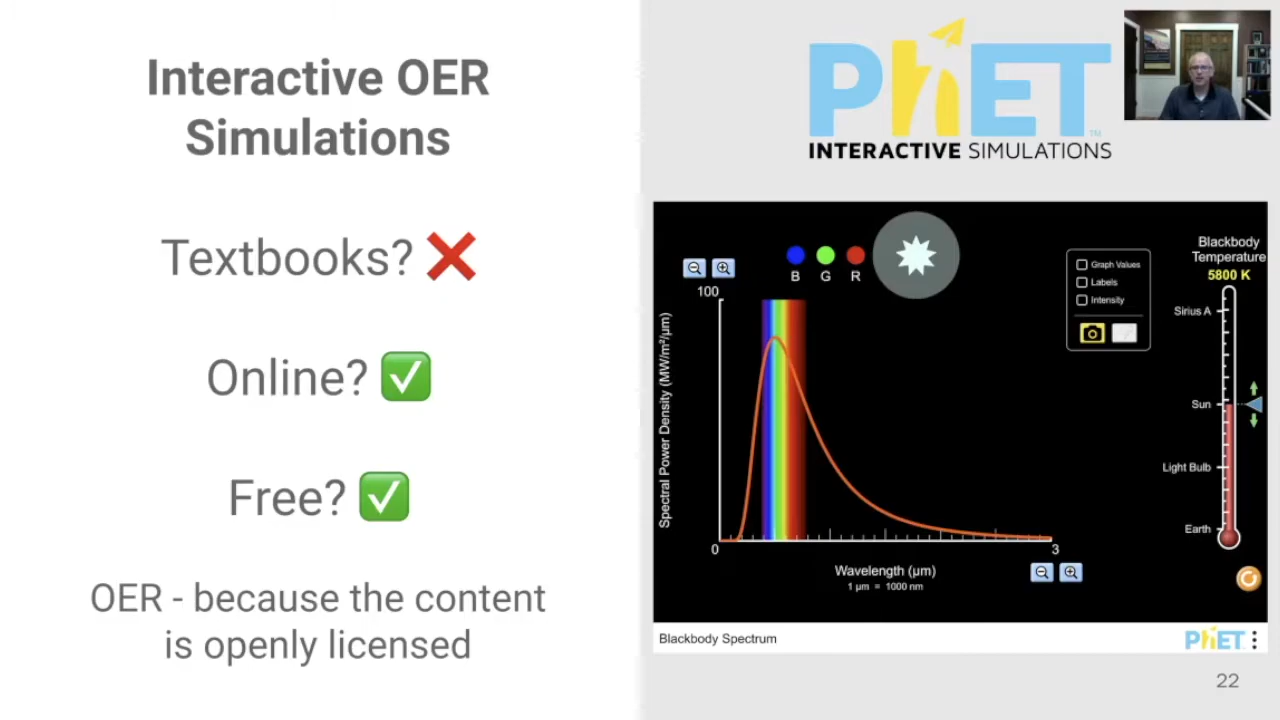 Interactive OER
Simulations
Textbooks? ❌
Online? ✅
Free? ✅
OER - because the content
is openly licensed
PhET™
INTERACTIVE SIMULATIONS
B G R
100
Spectral Power Density (MW/m²/μm)
0
3
Wavelength (μm)
1 μm = 1000 nm
Graph Values
Labels
Intensity
Blackbody
Temperature
5800 K
Sirius A
Sun
Light Bulb
Earth
Blackbody Spectrum
PhET
22